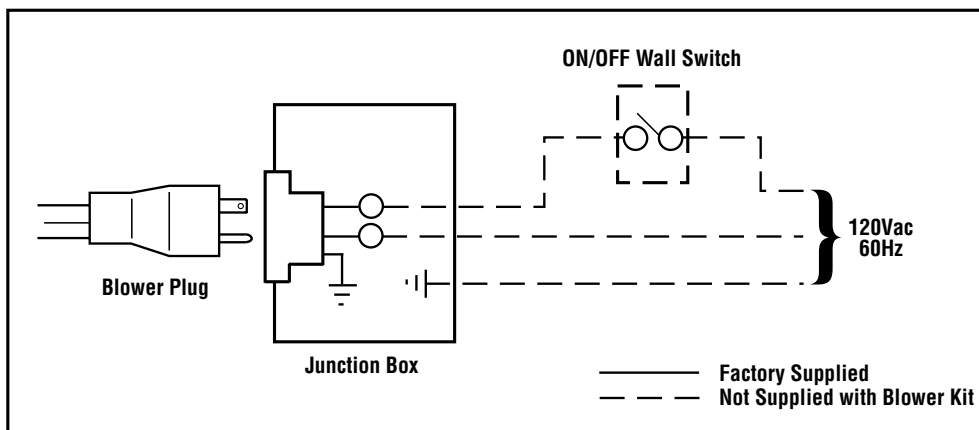 ON/OFF Wall Switch
120Vac
60Hz
Blower Plug
Junction Box
Factory Supplied
Not Supplied with Blower Kit